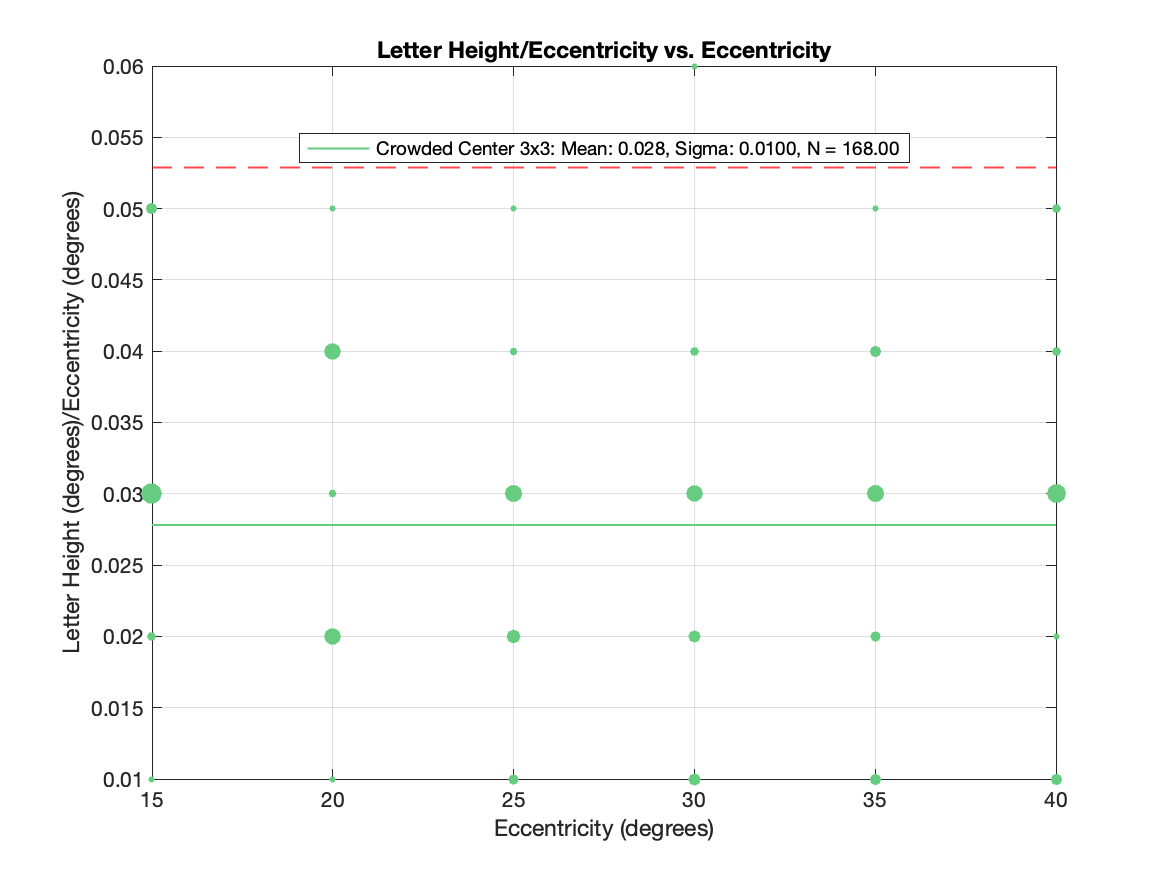 Letter Height/Eccentricity vs. Eccentricity
0.06
0.055
Crowded Center 3x3: Mean: 0.028, Sigma: 0.0100, N = 168.00
0.05
0.045
0.04
0.035
0.03
0.025
0.02
0.015
0.01
Letter Height (degrees)/Eccentricity (degrees)
15 20 25 30 35 40
Eccentricity (degrees)